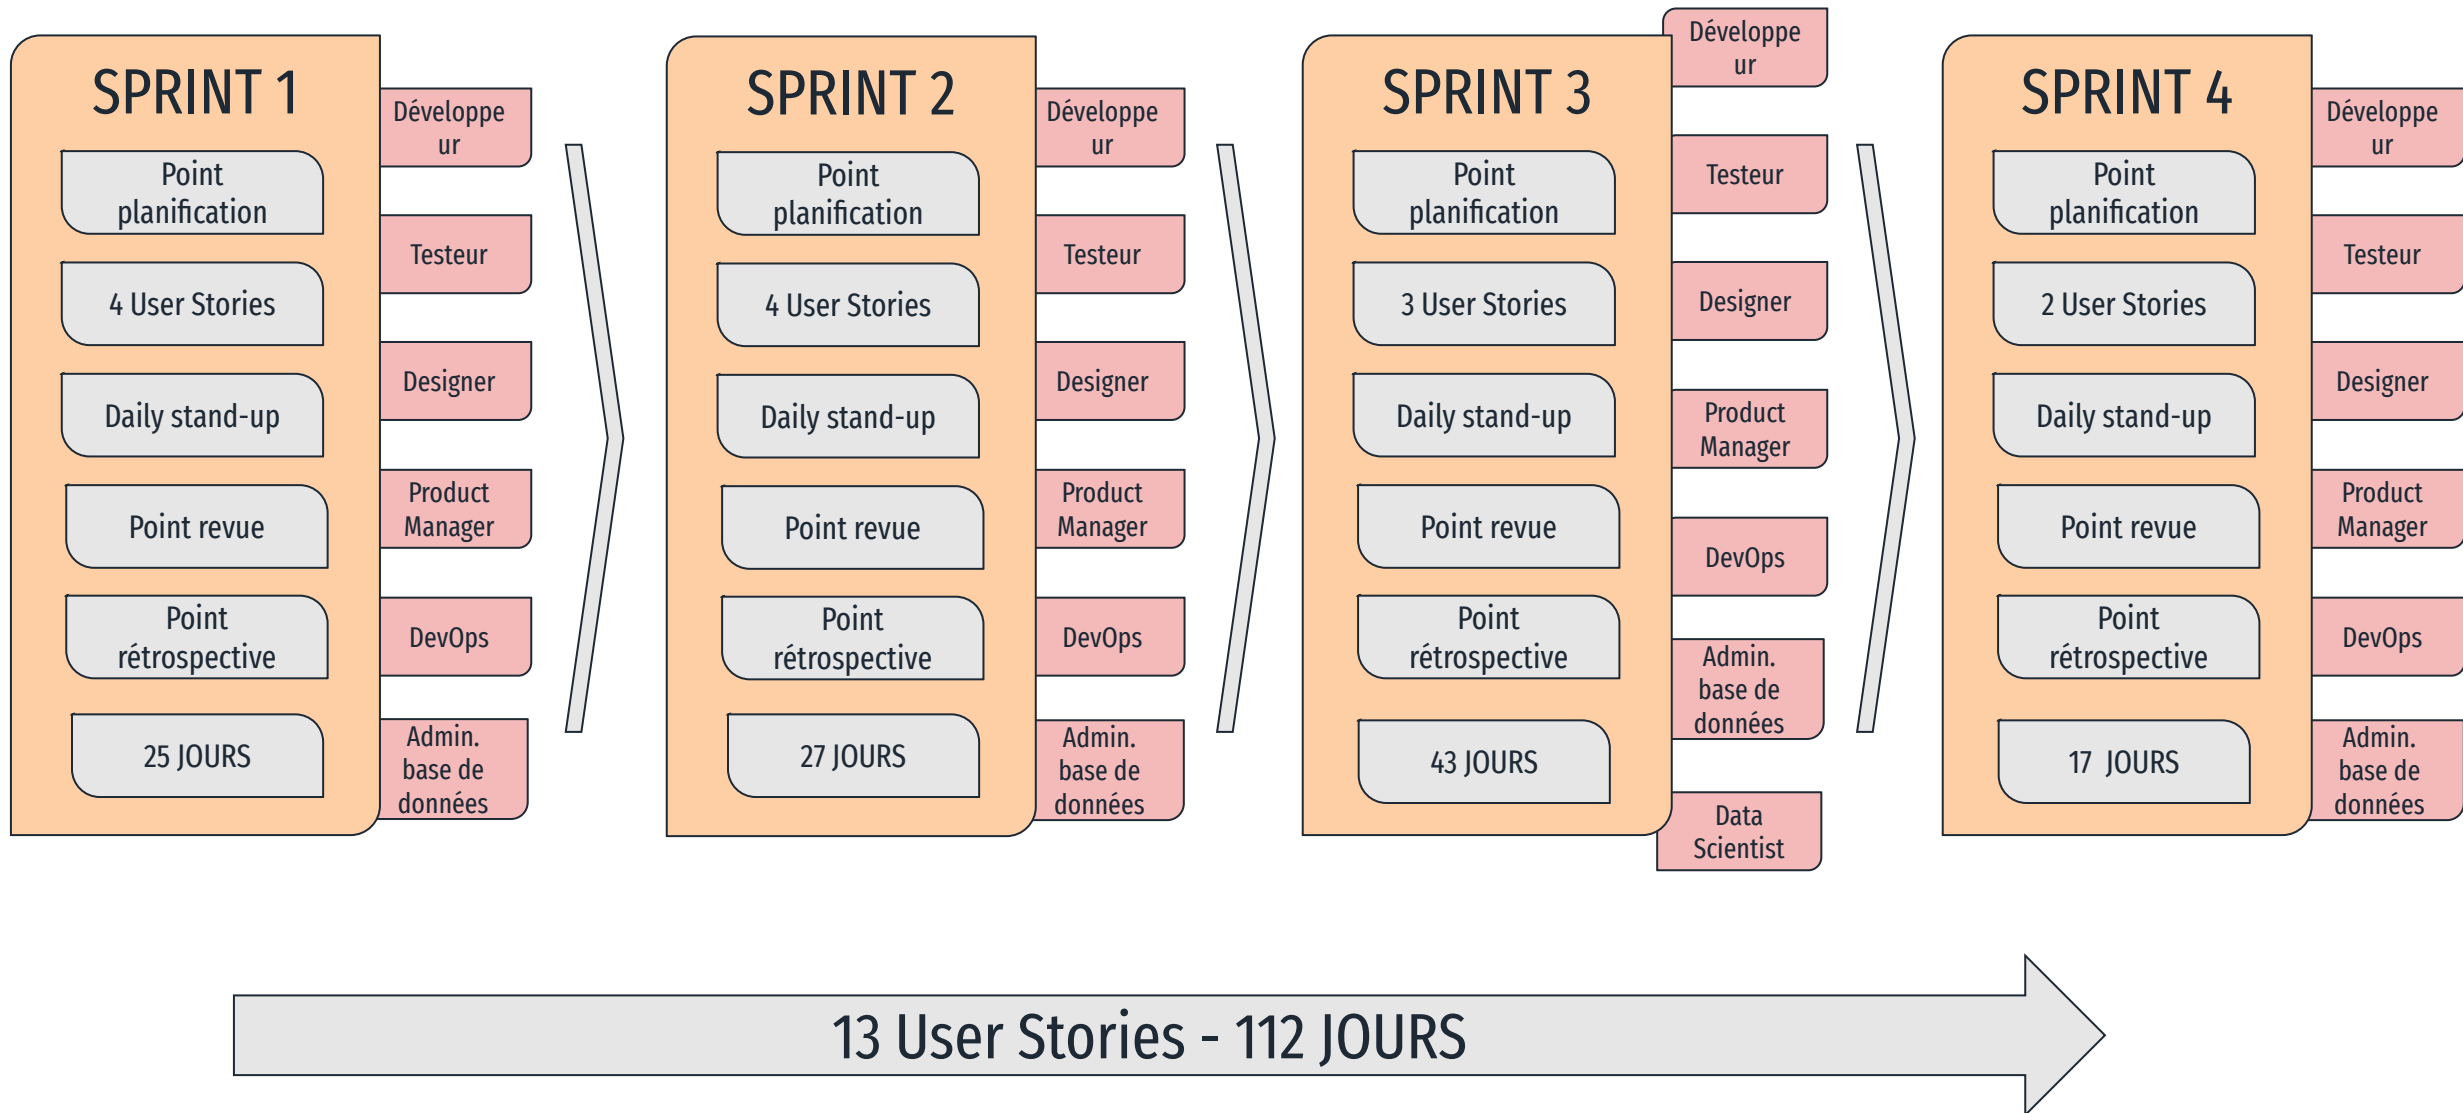 SPRINT 1
Point
planification
4 User Stories
Daily stand-up
Point revue
Point
rétrospective
25 JOURS
Développe
ur
Testeur
Designer
Product
Manager
DevOps
Admin.
base de
données
SPRINT 2
Point
planification
4 User Stories
Daily stand-up
Point revue
Point
rétrospective
27 JOURS
Développe
ur
Testeur
Designer
Product
Manager
DevOps
Admin.
base de
données
SPRINT 3
Point
planification
3 User Stories
Daily stand-up
Point revue
Point
rétrospective
43 JOURS
Développe
ur
Testeur
Designer
Product
Manager
DevOps
Admin.
base de
données
Data
Scientist
SPRINT 4
Point
planification
2 User Stories
Daily stand-up
Point revue
Point
rétrospective
17 JOURS
Développe
ur
Testeur
Designer
Product
Manager
DevOps
Admin.
base de
données
13 User Stories - 112 JOURS